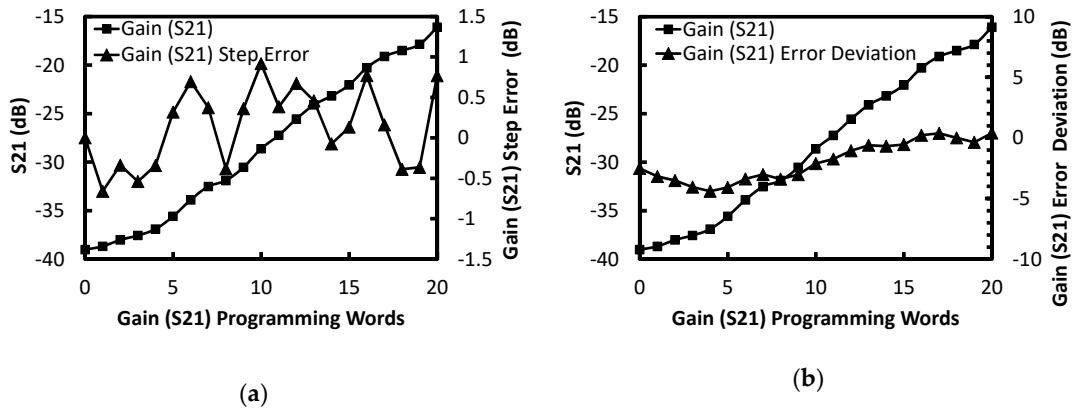 Gain (S21)
Gain (S21) Step Error
S21 (dB)
-15
-20
-25
-30
-35
-40
1.5
1
0.5
0
-0.5
-1
-1.5
Gain (S21) Step Error (dB)
0 5 10 15 20
Gain (S21) Programming Words
(a)
Gain (S21)
Gain (S21) Error Deviation
S21 (dB)
-15
-20
-25
-30
-35
-40
10
5
0
-5
-10
Gain (S21) Error Deviation (dB)
0 5 10 15 20
Gain (S21) Programming Words
(b)